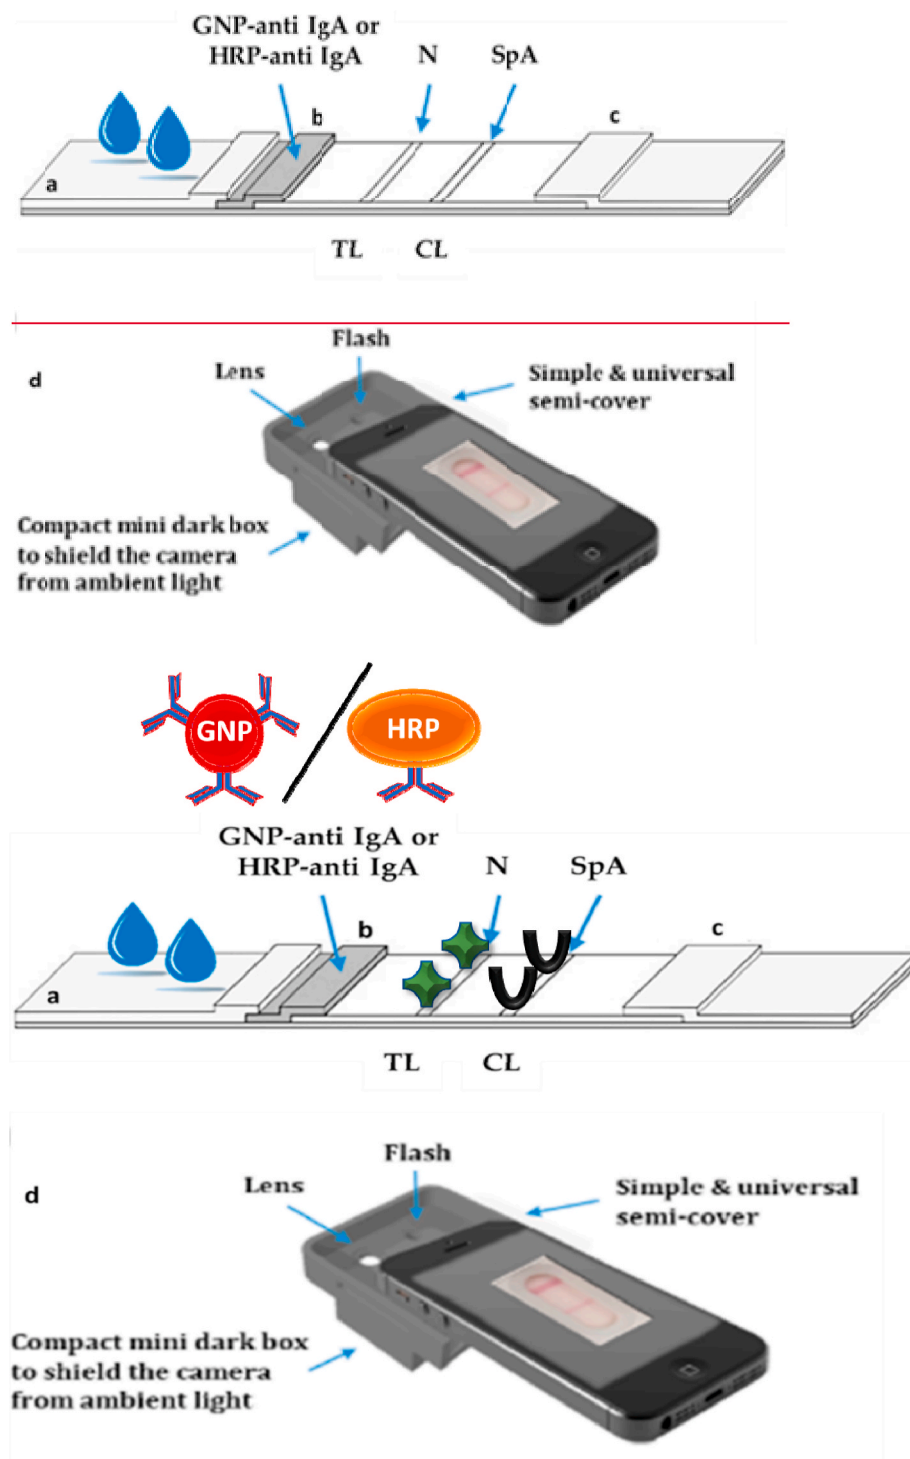 GNP-anti IgA or
HRP-anti IgA
N
SpA
b
c
a
TL
CL
Flash
d
Lens
Simple & universal
semi-cover
Compact mini dark box
to shield the camera
from ambient light
GNP
HRP
GNP-anti IgA or
HRP-anti IgA
N
SpA
b
c
a
TL
CL
Flash
d
Lens
Simple & universal
semi-cover
Compact mini dark box
to shield the camera
from ambient light